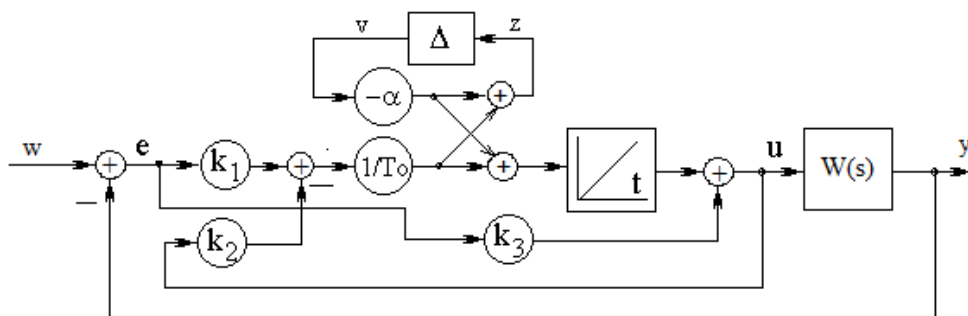 v
Δ
z
−α
+
w
+
e
k₁
+
1/To
+
t
+
u
W(s)
y
−
−
k₂
k₃